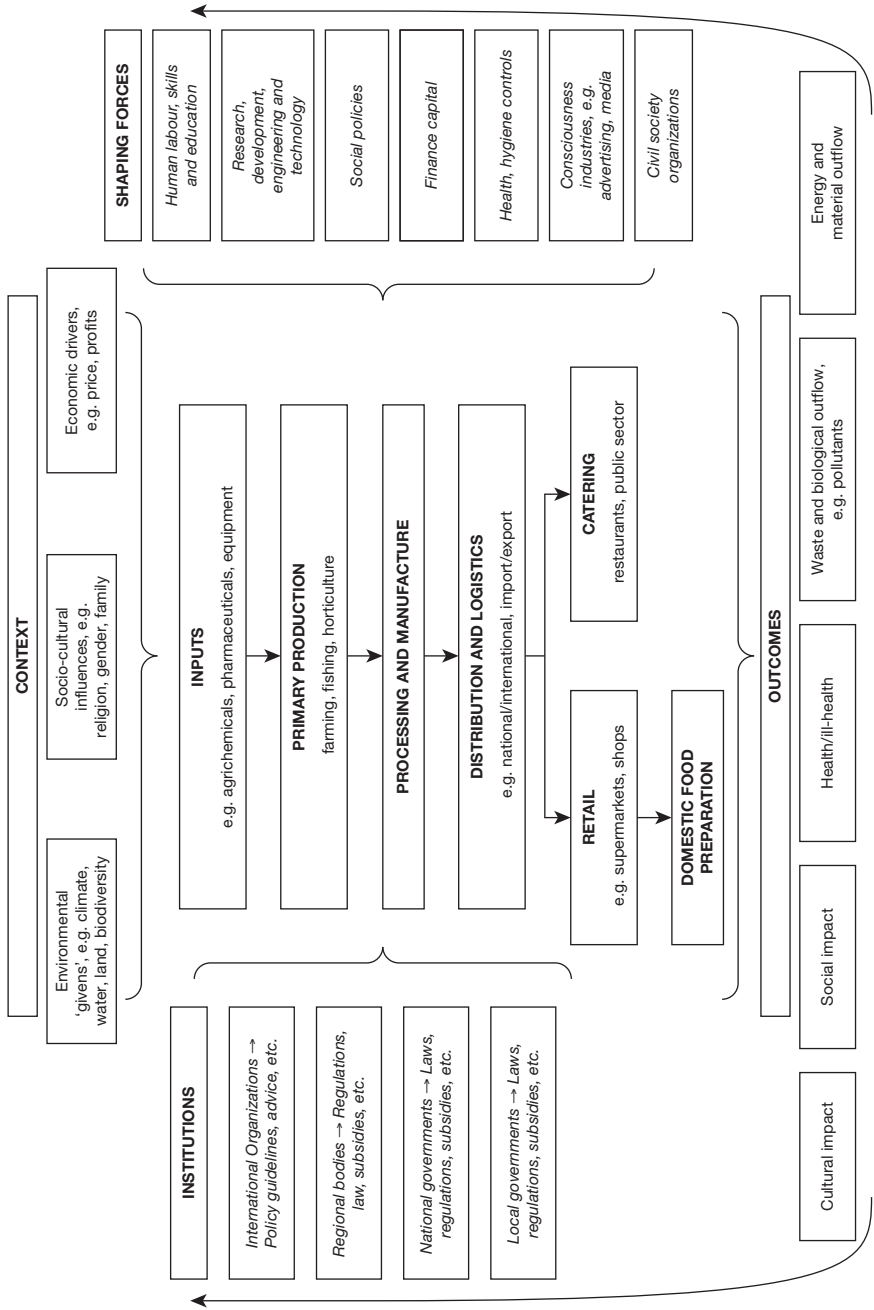 CONTEXT
Environmental
‘givens’, e.g. climate,
water, land, biodiversity
Socio-cultural
influences, e.g.
religion, gender, family
Economic drivers,
e.g. price, profits
INSTITUTIONS
International Organizations →
Policy guidelines, advice, etc.
Regional bodies → Regulations,
law, subsidies, etc.
National governments → Laws,
regulations, subsidies, etc.
Local governments → Laws,
regulations, subsidies, etc.
INPUTS
e.g. agrichemicals, pharmaceuticals, equipment
PRIMARY PRODUCTION
farming, fishing, horticulture
PROCESSING AND MANUFACTURE
DISTRIBUTION AND LOGISTICS
e.g. national/international, import/export
RETAIL
e.g. supermarkets, shops
CATERING
restaurants, public sector
DOMESTIC FOOD
PREPARATION
SHAPING FORCES
Human labour, skills
and education
Research,
development,
engineering and
technology
Social policies
Finance capital
Health, hygiene controls
Consciousness
industries, e.g.
advertising, media
Civil society
organizations
OUTCOMES
Cultural impact
Social impact
Health/ill-health
Waste and biological outflow,
e.g. pollutants
Energy and
material outflow